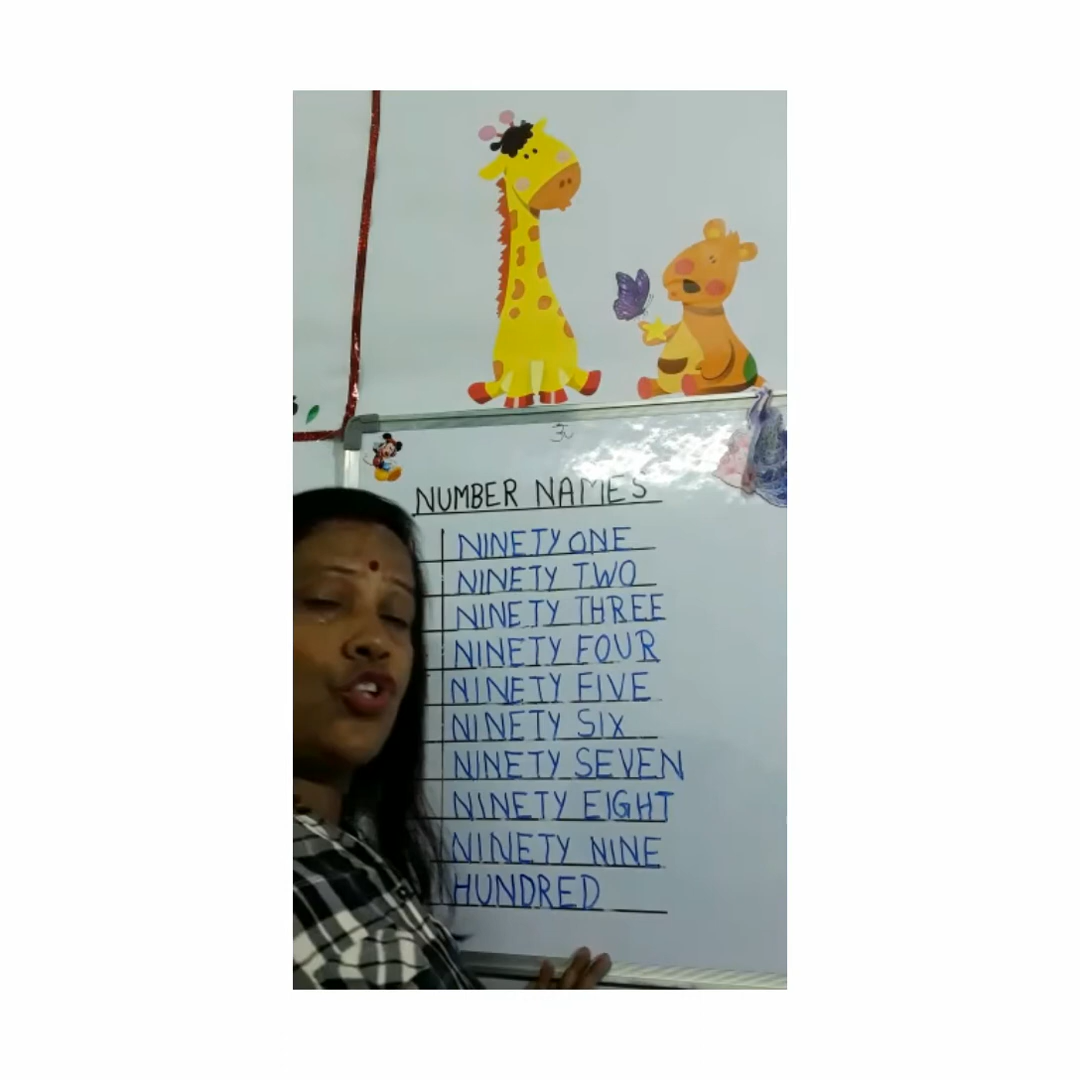 ॐ
NUMBER NAMES
NINETY ONE
NINETY TWO
NINETY THREE
NINETY FOUR
NINETY FIVE
NINETY SIX
NINETY SEVEN
NINETY EIGHT
NINETY NINE
HUNDRED